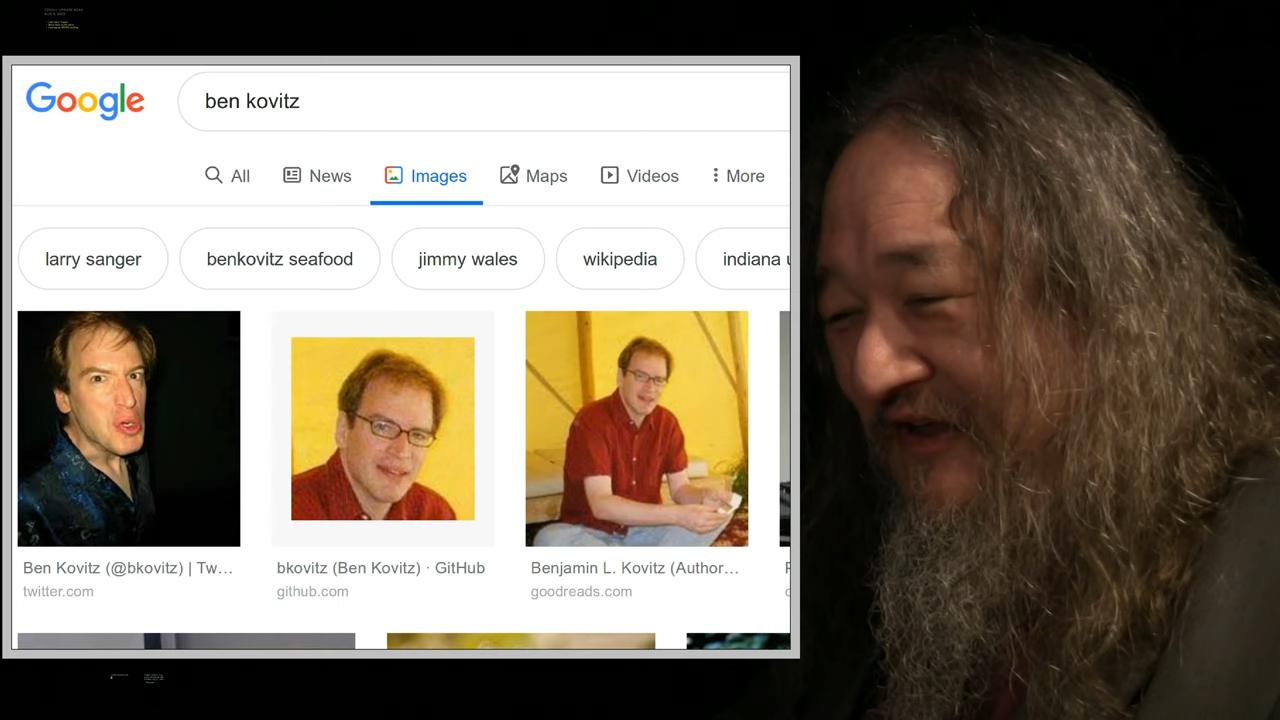 Google
ben kovitz
All News Images Maps Videos More
larry sanger benkovitz seafood jimmy wales wikipedia indiana
Ben Kovitz (@bkovitz) | Tw… bkovitz (Ben Kovitz) · GitHub Benjamin L. Kovitz (Author…
twitter.com github.com goodreads.com